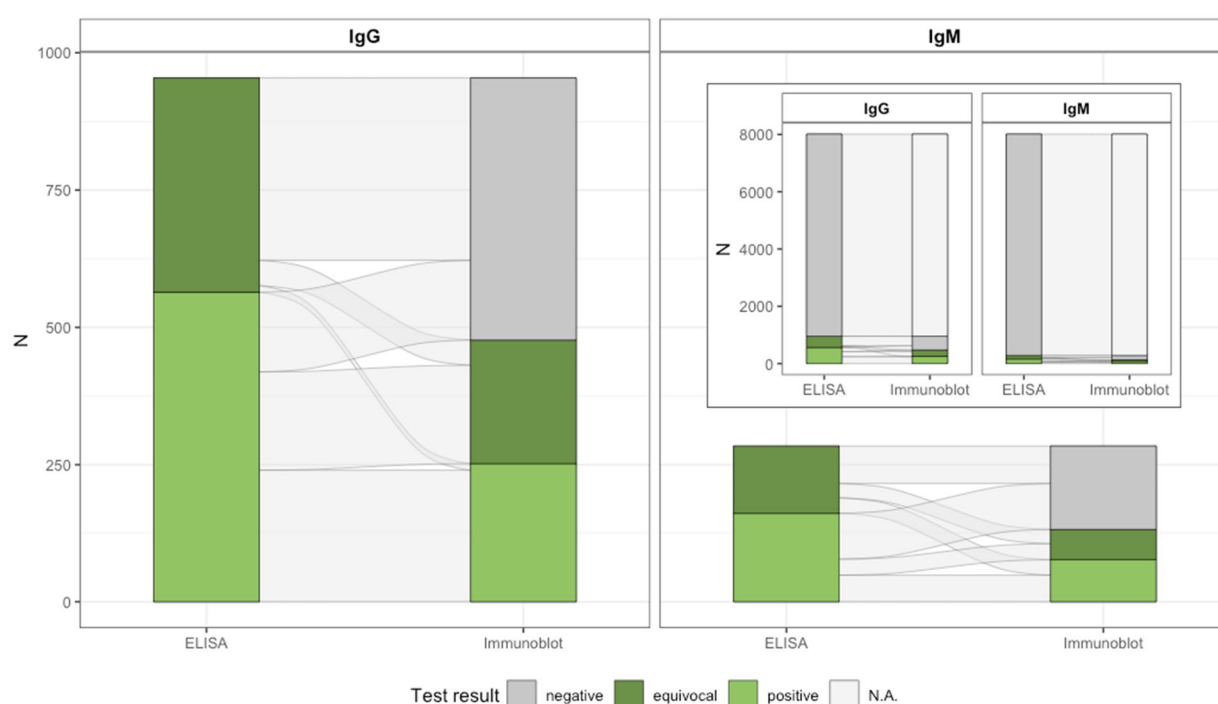 IgG
IgM
1000
750
500
250
0
N
ELISA
Immunoblot
IgG
IgM
8000
6000
4000
2000
0
N
ELISA
Immunoblot
ELISA
Immunoblot
ELISA
Immunoblot
Test result negative equivocal positive N.A.